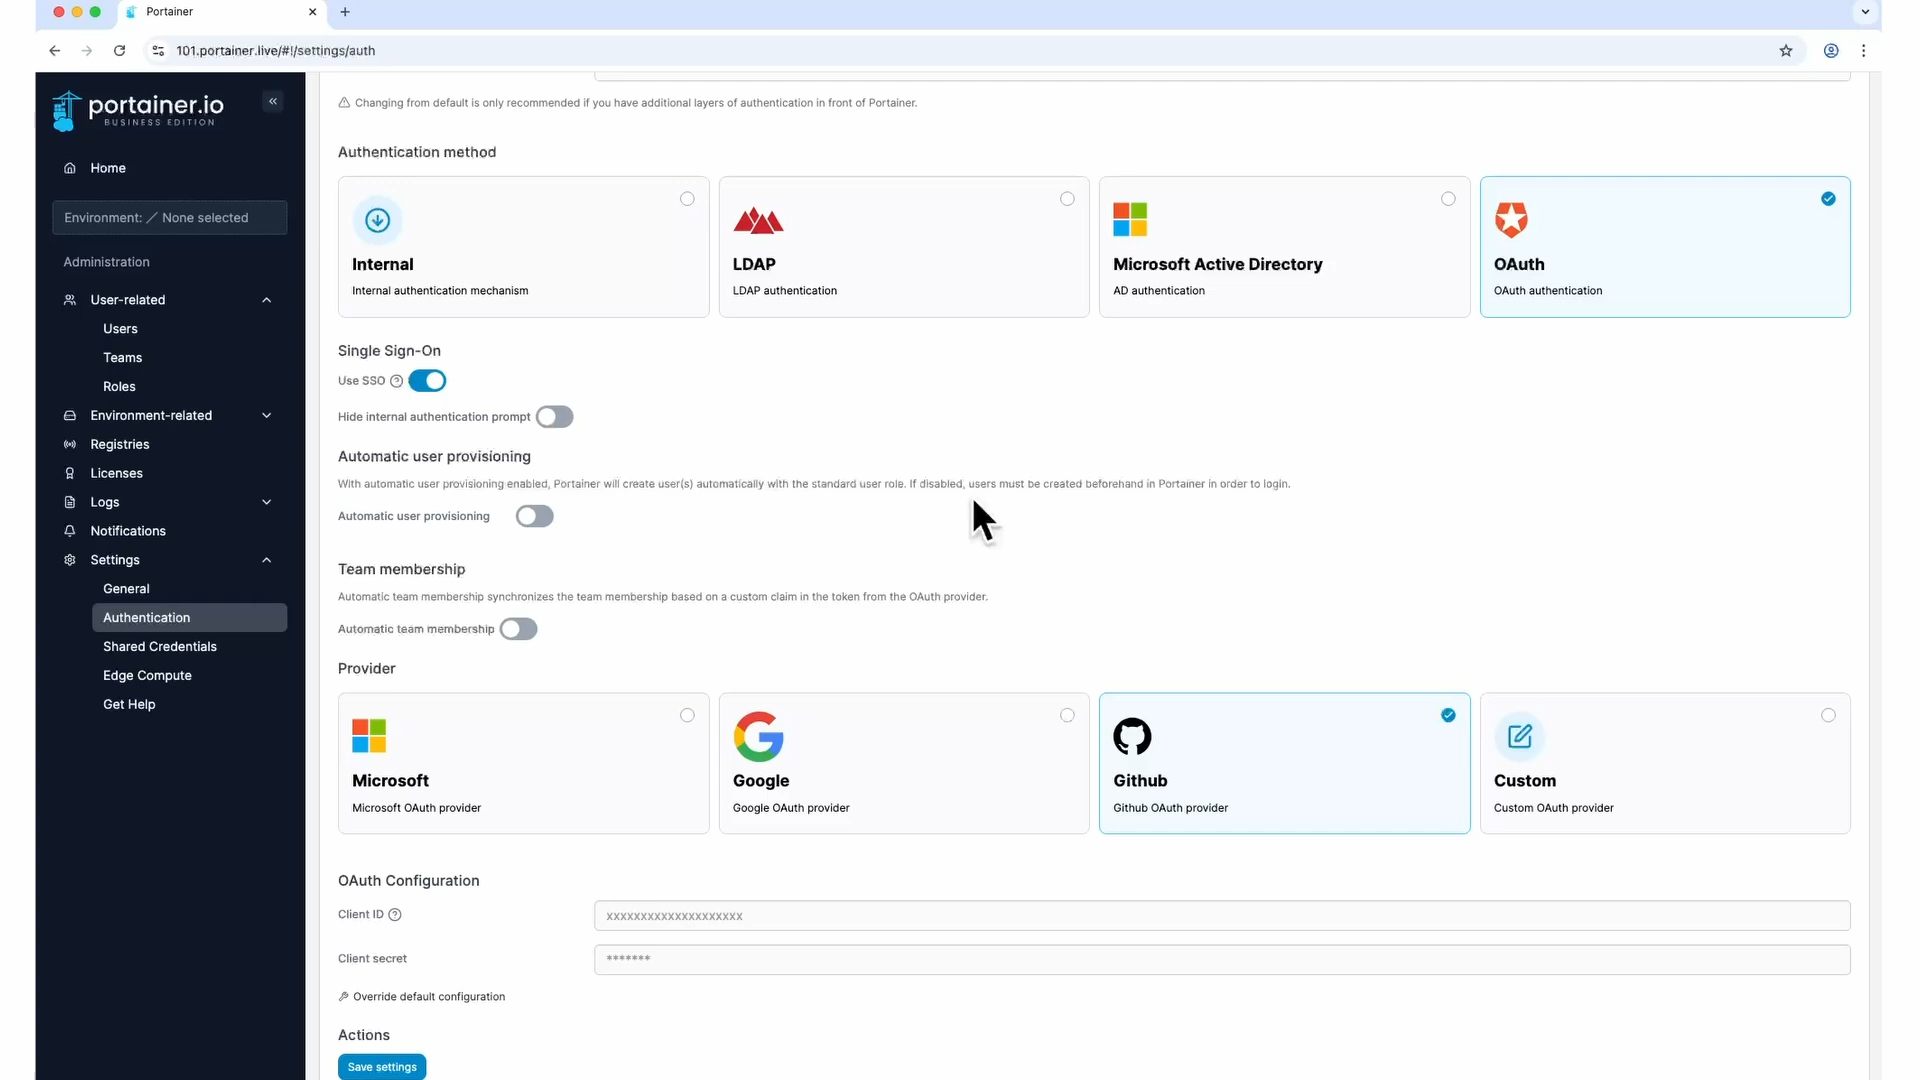 Portainer
101.portainer.live/#!/settings/auth
portainer.io
BUSINESS EDITION
Home
Environment: None selected
Administration
User-related
Users
Teams
Roles
Environment-related
Registries
Licenses
Logs
Notifications
Settings
General
Authentication
Shared Credentials
Edge Compute
Get Help
Changing from default is only recommended if you have additional layers of authentication in front of Portainer.
Authentication method
Internal
Internal authentication mechanism
LDAP
LDAP authentication
Microsoft Active Directory
AD authentication
OAuth
OAuth authentication
Single Sign-On
Use SSO
Hide internal authentication prompt
Automatic user provisioning
With automatic user provisioning enabled, Portainer will create user(s) automatically with the standard user role. If disabled, users must be created beforehand in Portainer in order to login.
Automatic user provisioning
Team membership
Automatic team membership synchronizes the team membership based on a custom claim in the token from the OAuth provider.
Automatic team membership
Provider
Microsoft
Microsoft OAuth provider
Google
Google OAuth provider
Github
Github OAuth provider
Custom
Custom OAuth provider
OAuth Configuration
Client ID
xxxxxxxxxxxxxxxxxxxx
Client secret
*******
Override default configuration
Actions
Save settings